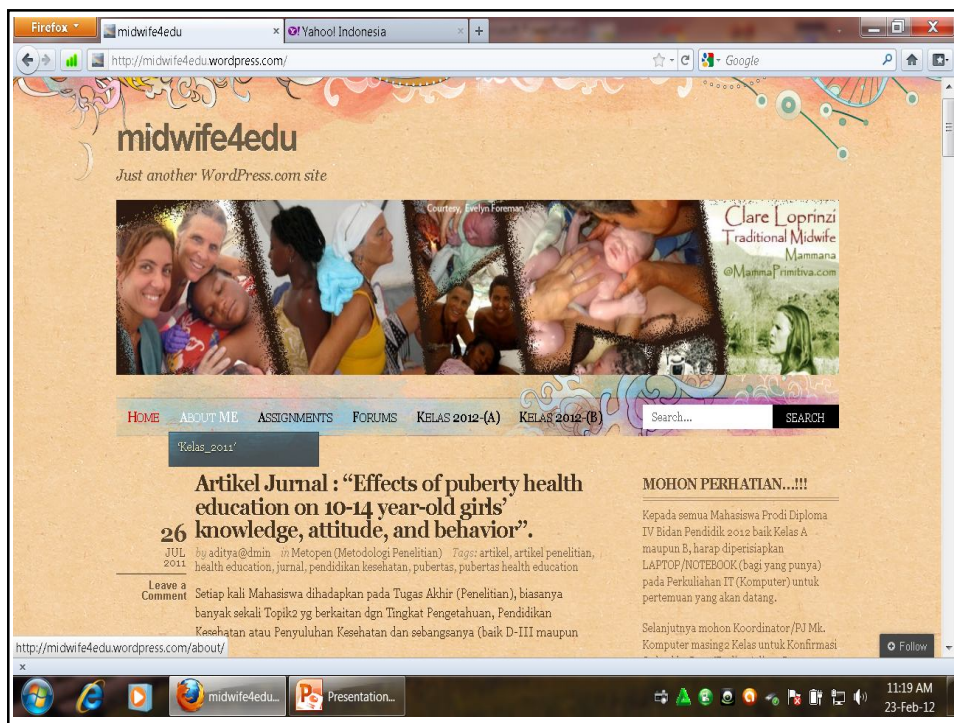 Firefox
midwife4edu
Yahoo! Indonesia
http://midwife4edu.wordpress.com/
Google
midwife4edu
Just another WordPress.com site
Courtesy, Evelyn Foreman
Clare Loprinzi
Traditional Midwife
Mammana
@MammaPrimitiva.com
Home About ME Assignments Forums Kelas 2012-(A) Kelas 2012-(B)
Search...
SEARCH
'Kelas_2011'
Artikel Jurnal : “Effects of puberty health
education on 10-14 year-old girls’
knowledge, attitude, and behavior”.
26
JUL
2011
by aditya@dmin in Metopen (Metodologi Penelitian) Tags: artikel, artikel penelitian,
health education, jurnal, pendidikan kesehatan, pubertas, pubertas health education
Leave a
Comment
Setiap kali Mahasiswa dihadapkan pada Tugas Akhir (Penelitian), biasanya
banyak sekali Topik2 yg berkaitan dgn Tingkat Pengetahuan, Pendidikan
Kesehatan atau Penyuluhan Kesehatan dan sebangsanya (baik D-III maupun
MOHON PERHATIAN...!!!
Kepada semua Mahasiswa Prodi Diploma
IV Bidan Pendidik 2012 baik Kelas A
maupun B, harap diperisiapkan
LAPTOP/NOTEBOOK (bagi yang punya)
pada Perkuliahan IT (Komputer) untuk
pertemuan yang akan datang.
Selanjutnya mohon Koordinator/PJ Mk.
Komputer masing2 Kelas untuk Konfirmasi
Follow
http://midwife4edu.wordpress.com/about/
x
midwife4edu...
Presentation...
11:19 AM
23-Feb-12